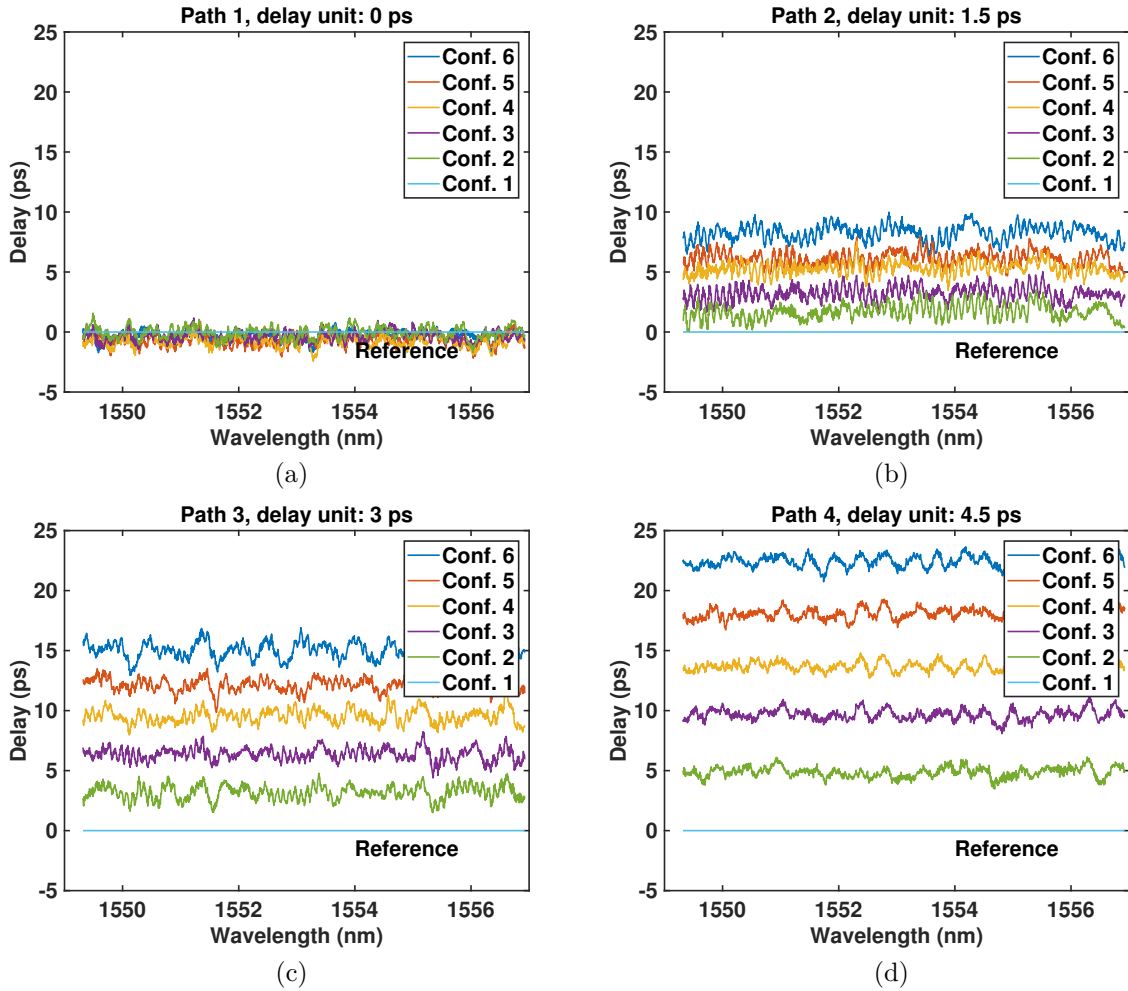 Path 1, delay unit: 0 ps
25
20
15
10
5
0
-5
Delay (ps)
Conf. 6
Conf. 5
Conf. 4
Conf. 3
Conf. 2
Conf. 1
Reference
1550 1552 1554 1556
Wavelength (nm)
(a)
Path 2, delay unit: 1.5 ps
25
20
15
10
5
0
-5
Delay (ps)
Conf. 6
Conf. 5
Conf. 4
Conf. 3
Conf. 2
Conf. 1
Reference
1550 1552 1554 1556
Wavelength (nm)
(b)
Path 3, delay unit: 3 ps
25
20
15
10
5
0
-5
Delay (ps)
Conf. 6
Conf. 5
Conf. 4
Conf. 3
Conf. 2
Conf. 1
Reference
1550 1552 1554 1556
Wavelength (nm)
(c)
Path 4, delay unit: 4.5 ps
25
20
15
10
5
0
-5
Delay (ps)
Conf. 6
Conf. 5
Conf. 4
Conf. 3
Conf. 2
Conf. 1
Reference
1550 1552 1554 1556
Wavelength (nm)
(d)